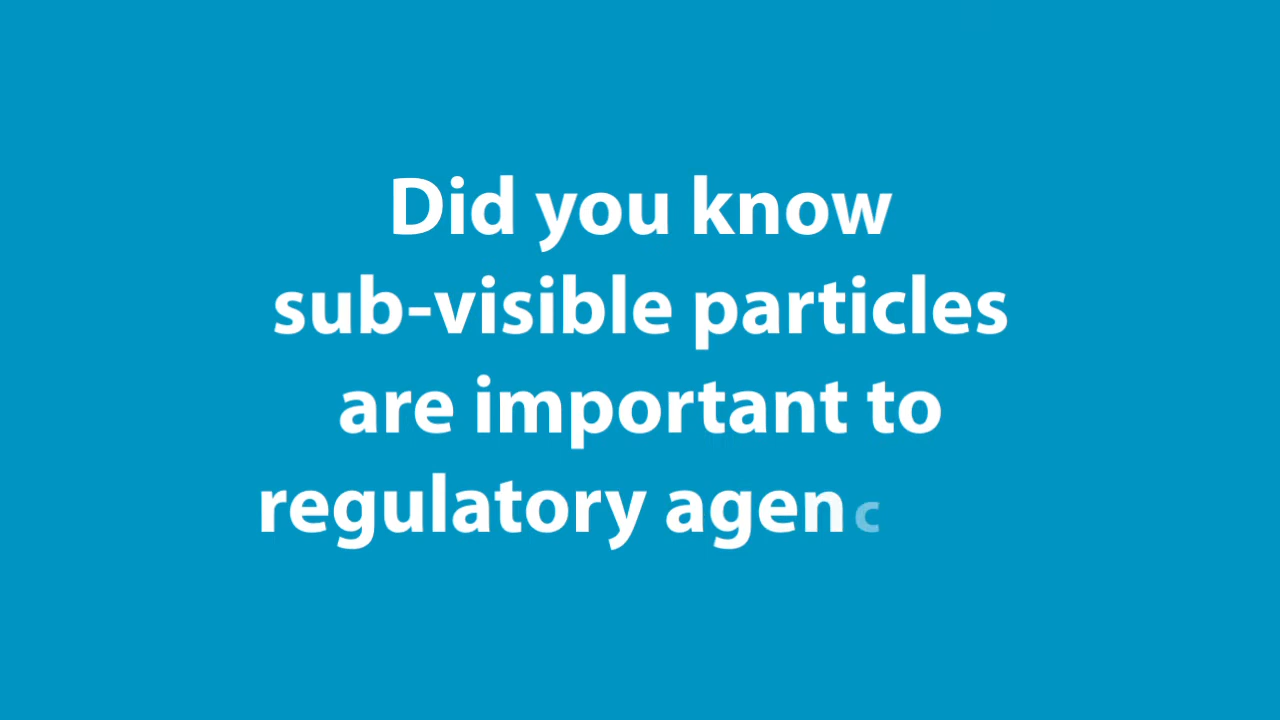 Did you know
sub-visible particles
are important to
regulatory agenc